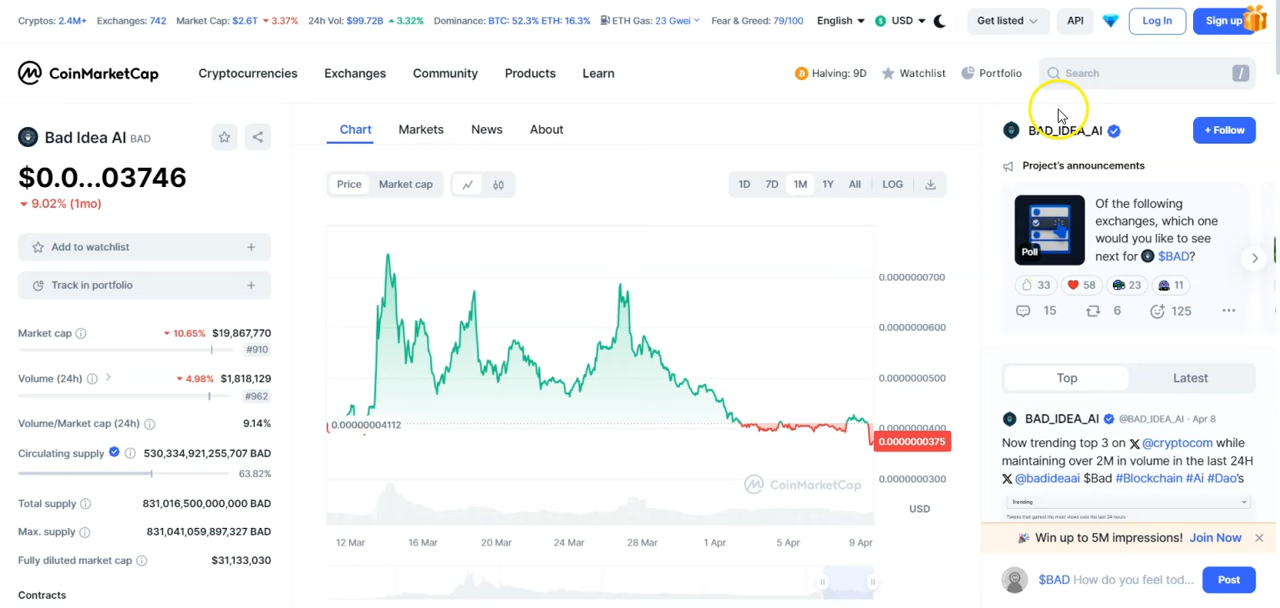 Cryptos: 2.4M+ Exchanges: 742 Market Cap: $2.6T 3.37% 24h Vol: $99.72B 3.32% Dominance: BTC: 52.3% ETH: 16.3% ETH Gas: 23 Gwei Fear & Greed: 79/100 English USD Get listed API Log In Sign up
CoinMarketCap Cryptocurrencies Exchanges Community Products Learn Halving: 9D Watchlist Portfolio Search /
Bad Idea AI BAD
$0.0...03746
9.02% (1mo)
Add to watchlist +
Track in portfolio +
Market cap 10.65% $19,867,770
#910
Volume (24h) 4.98% $1,818,129
#962
Volume/Market cap (24h) 9.14%
Circulating supply 530,334,921,255,707 BAD
63.82%
Total supply 831,016,500,000,000 BAD
Max. supply 831,041,059,897,327 BAD
Fully diluted market cap $31,133,030
Contracts
Chart Markets News About
Price Market cap 1D 7D 1M 1Y All LOG
0.0000000700
0.0000000600
0.0000000500
0.0000000400
0.0000000375
0.0000000300
0.00000004112
CoinMarketCap
USD
12 Mar 16 Mar 20 Mar 24 Mar 28 Mar 1 Apr 5 Apr 9 Apr
BAD_IDEA_AI + Follow
Project's announcements
Poll
Of the following
exchanges, which one
would you like to see
next for $BAD?
33 58 23 11
15 6 125
Top Latest
BAD_IDEA_AI @BAD_IDEA_AI · Apr 8
Now trending top 3 on X @cryptocom while
maintaining over 2M in volume in the last 24H
X @badideaai $Bad #Blockchain #Ai #Dao's
Trending
Tokens that gained the most views over the last 24 hours
Win up to 5M impressions! Join Now
$BAD How do you feel tod... Post